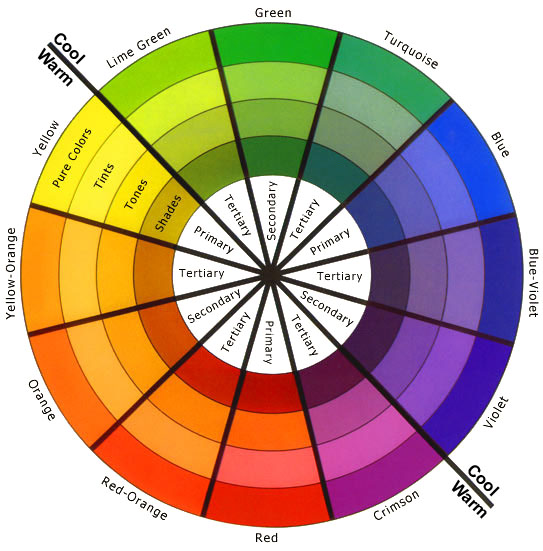 Green
Turquoise
Blue
Blue-Violet
Violet
Cool
Warm
Crimson
Red
Red-Orange
Orange
Yellow-Orange
Yellow
Cool
Warm
Lime Green
Pure Colors
Tints
Tones
Shades
Secondary
Tertiary
Primary
Tertiary
Secondary
Tertiary
Primary
Tertiary
Secondary
Tertiary
Primary
Tertiary